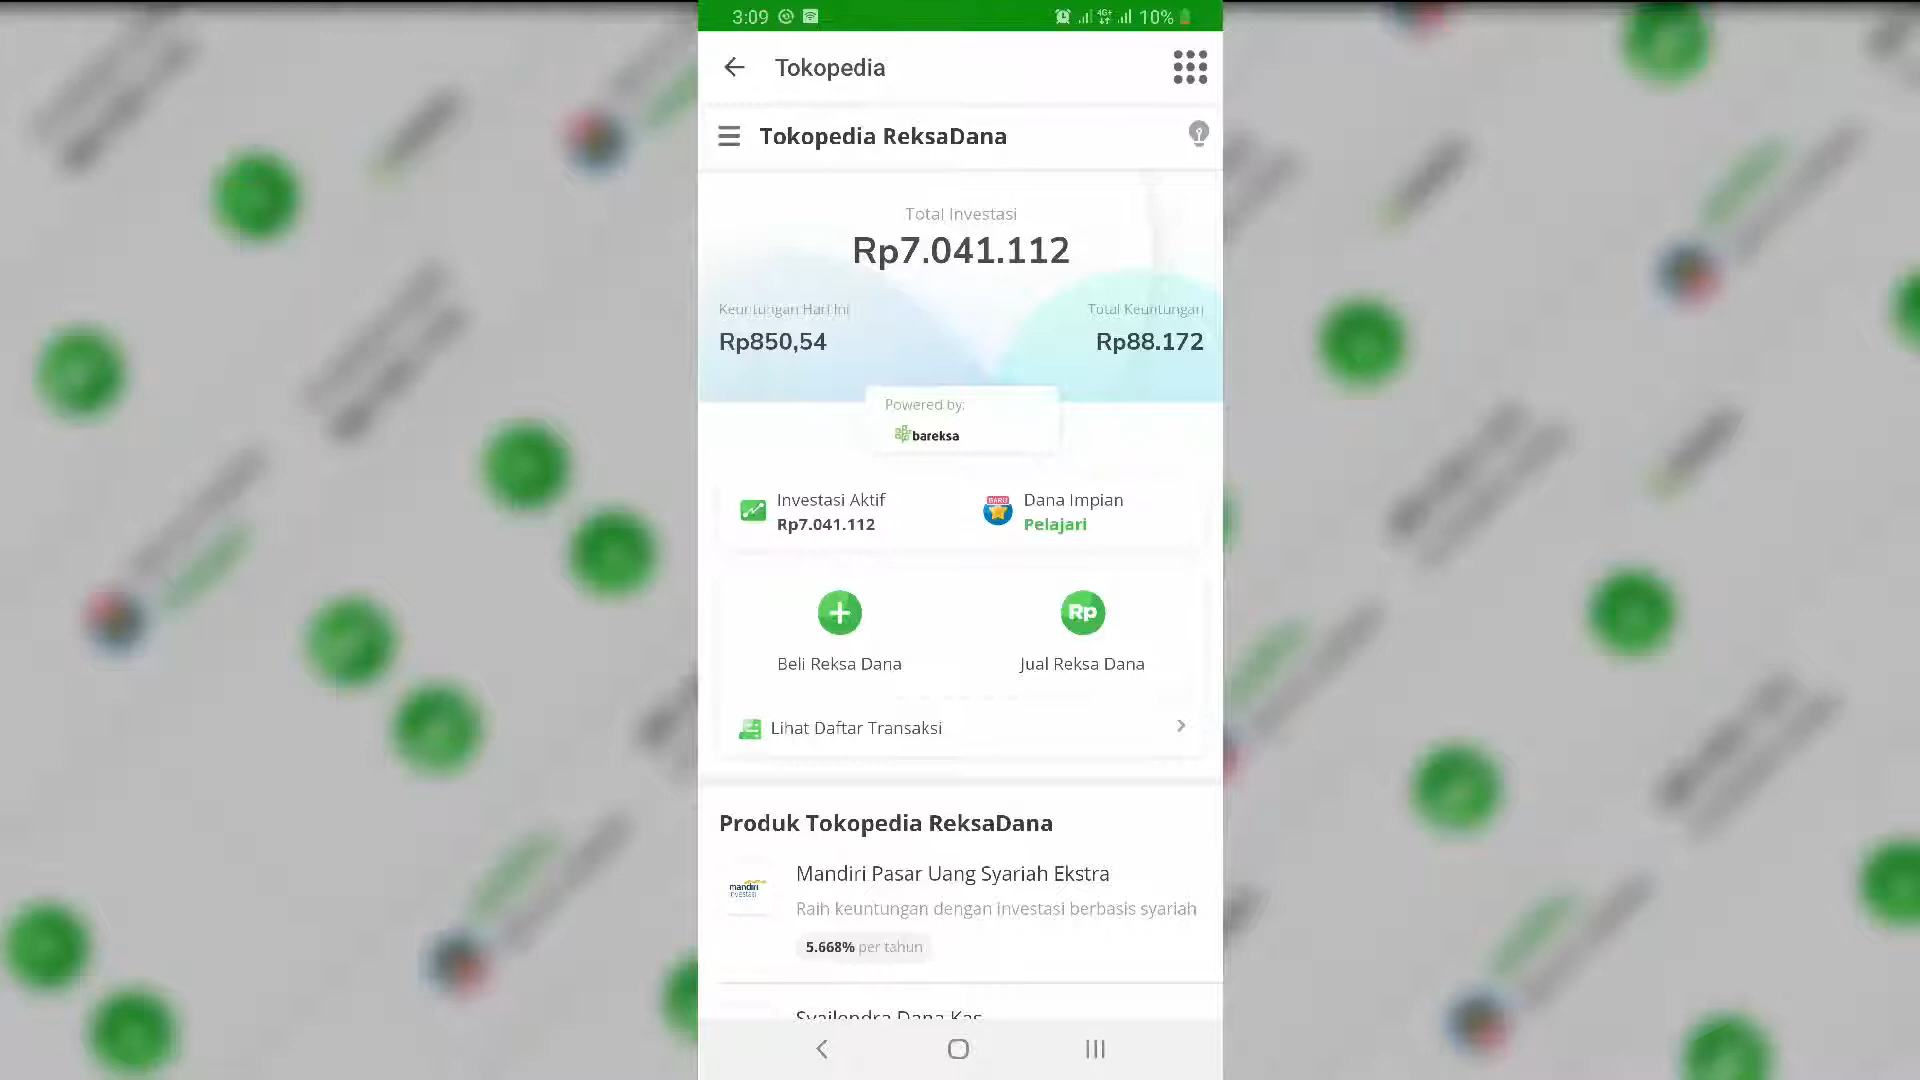 3:09
4G+
10%
Tokopedia
Tokopedia ReksaDana
Total Investasi
Rp7.041.112
Keuntungan Hari Ini
Total Keuntungan
Rp850,54
Rp88.172
Powered by:
bareksa
Investasi Aktif
Rp7.041.112
BARU
Dana Impian
Pelajari
Rp
Beli Reksa Dana
Jual Reksa Dana
Lihat Daftar Transaksi
Produk Tokopedia ReksaDana
Mandiri Pasar Uang Syariah Ekstra
mandiri
investasi
Raih keuntungan dengan investasi berbasis syariah
5.668% per tahun
Syailendra Dana Kas